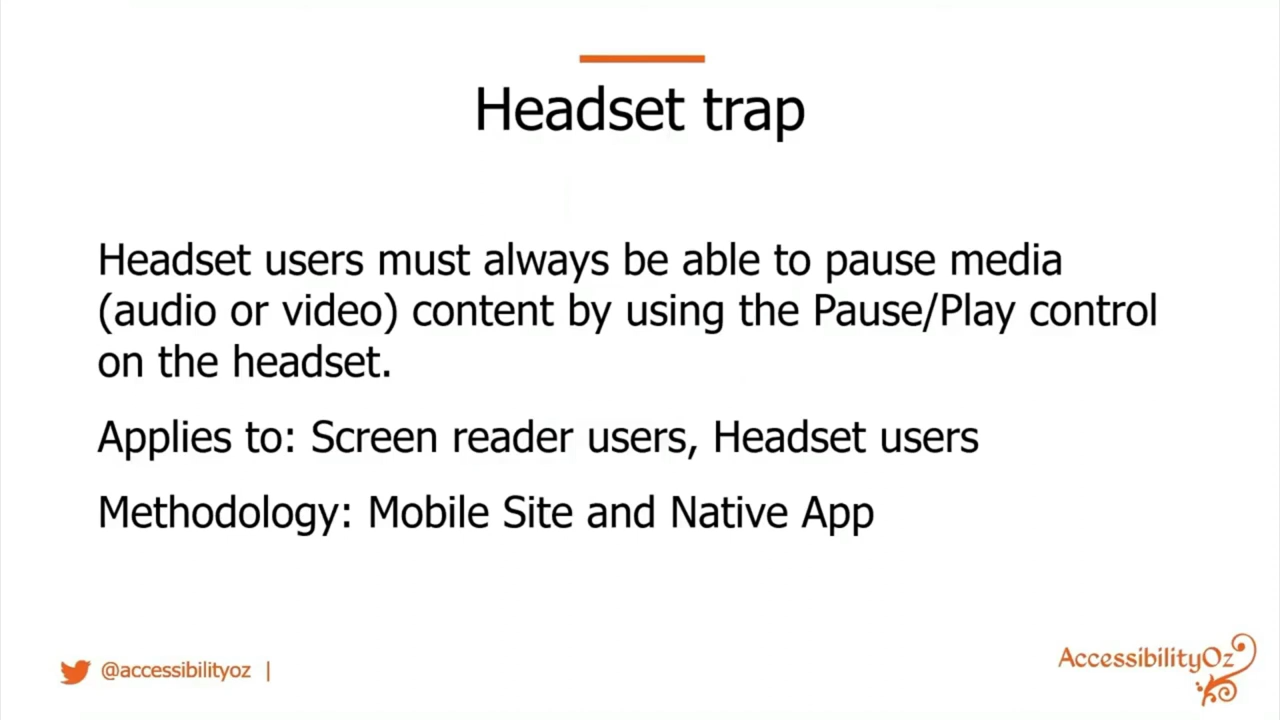 Headset trap
Headset users must always be able to pause media
(audio or video) content by using the Pause/Play control
on the headset.
Applies to: Screen reader users, Headset users
Methodology: Mobile Site and Native App
@accessibilityoz |
AccessibilityOz